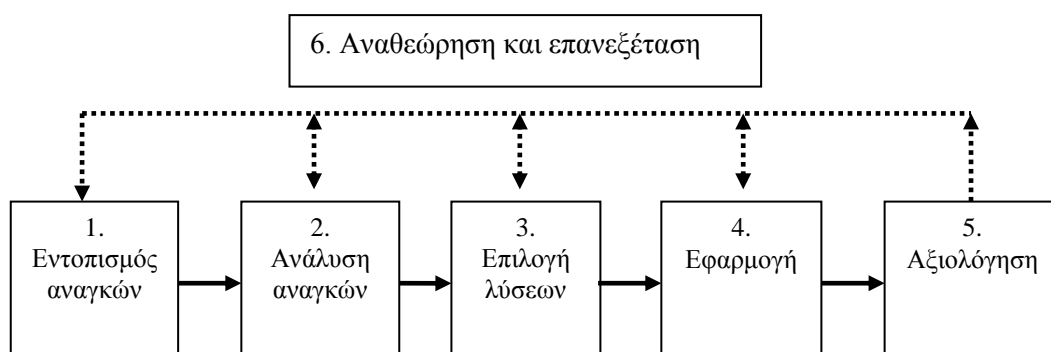 6. Αναθεώρηση και επανεξέταση
1.
Εντοπισμός
αναγκών
2.
Ανάλυση
αναγκών
3.
Επιλογή
λύσεων
4.
Εφαρμογή
5.
Αξιολόγηση